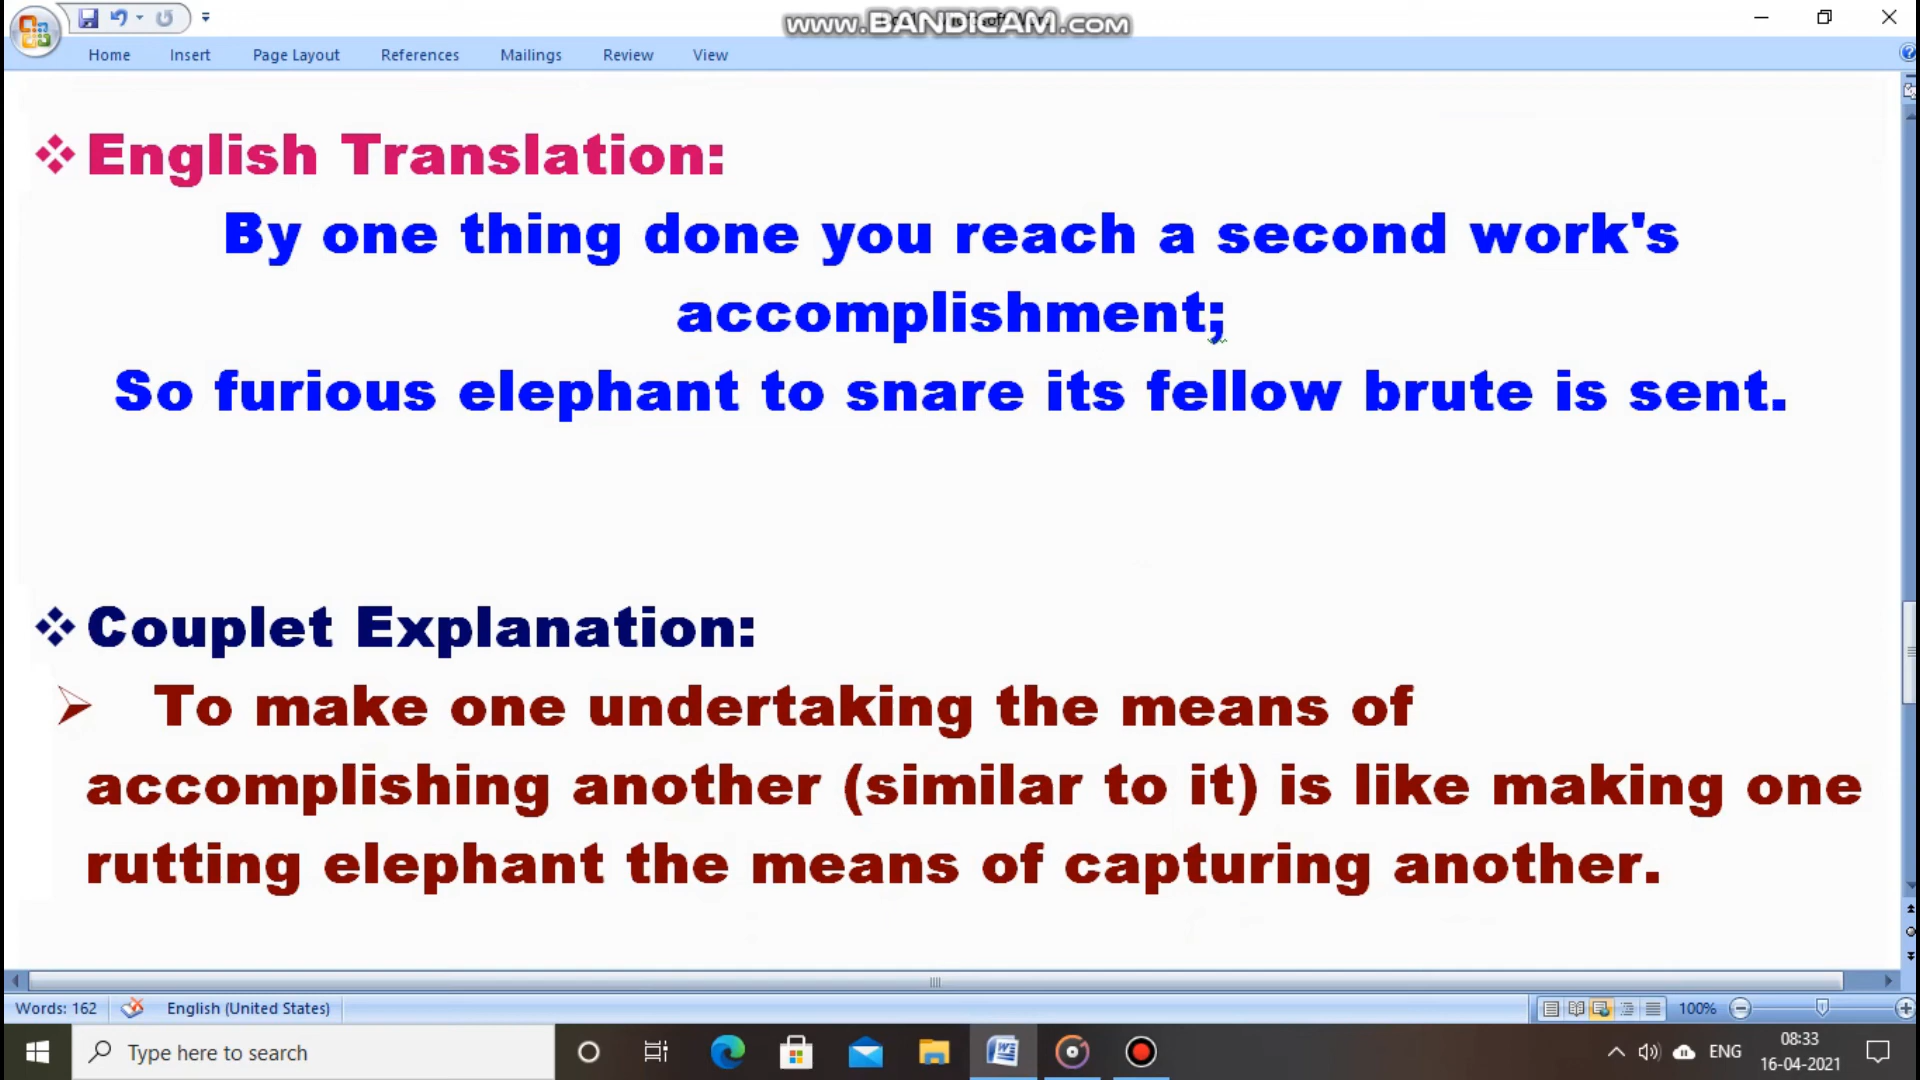 www.BANDICAM.com
Home Insert Page Layout References Mailings Review View
English Translation:
By one thing done you reach a second work's
accomplishment;
So furious elephant to snare its fellow brute is sent.
Couplet Explanation:
To make one undertaking the means of
accomplishing another (similar to it) is like making one
rutting elephant the means of capturing another.
Words: 162 English (United States) 100%
Type here to search ENG 08:33
16-04-2021